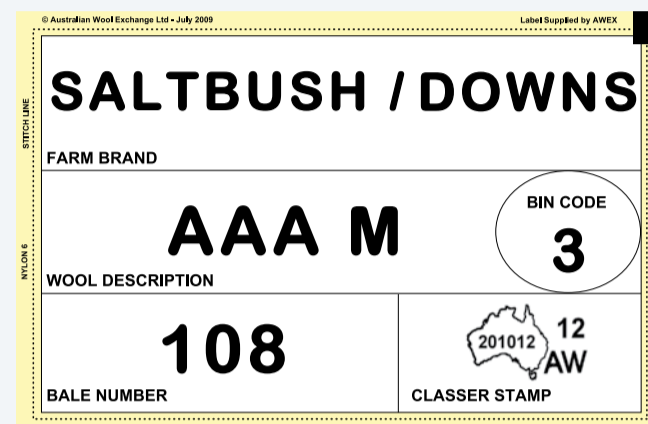 © Australian Wool Exchange Ltd - July 2009
Label Supplied by AWEX
STITCH LINE
NYLON 6
SALTBUSH / DOWNS
FARM BRAND
AAA M
WOOL DESCRIPTION
BIN CODE
3
108
BALE NUMBER
201012
12
AW
CLASSER STAMP